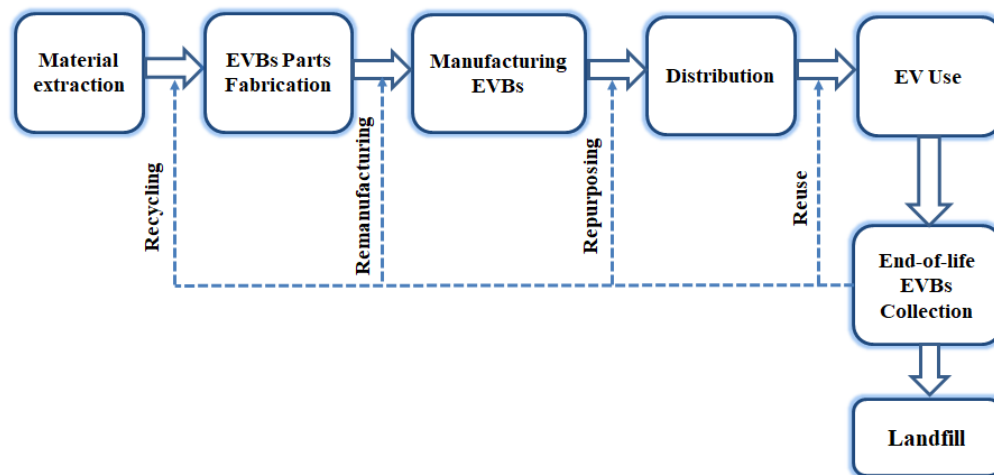 Material
extraction
EVBs Parts
Fabrication
Manufacturing
EVBs
Distribution
EV Use
Recycling
Remanufacturing
Repurposing
Reuse
End-of-life
EVBs
Collection
Landfill